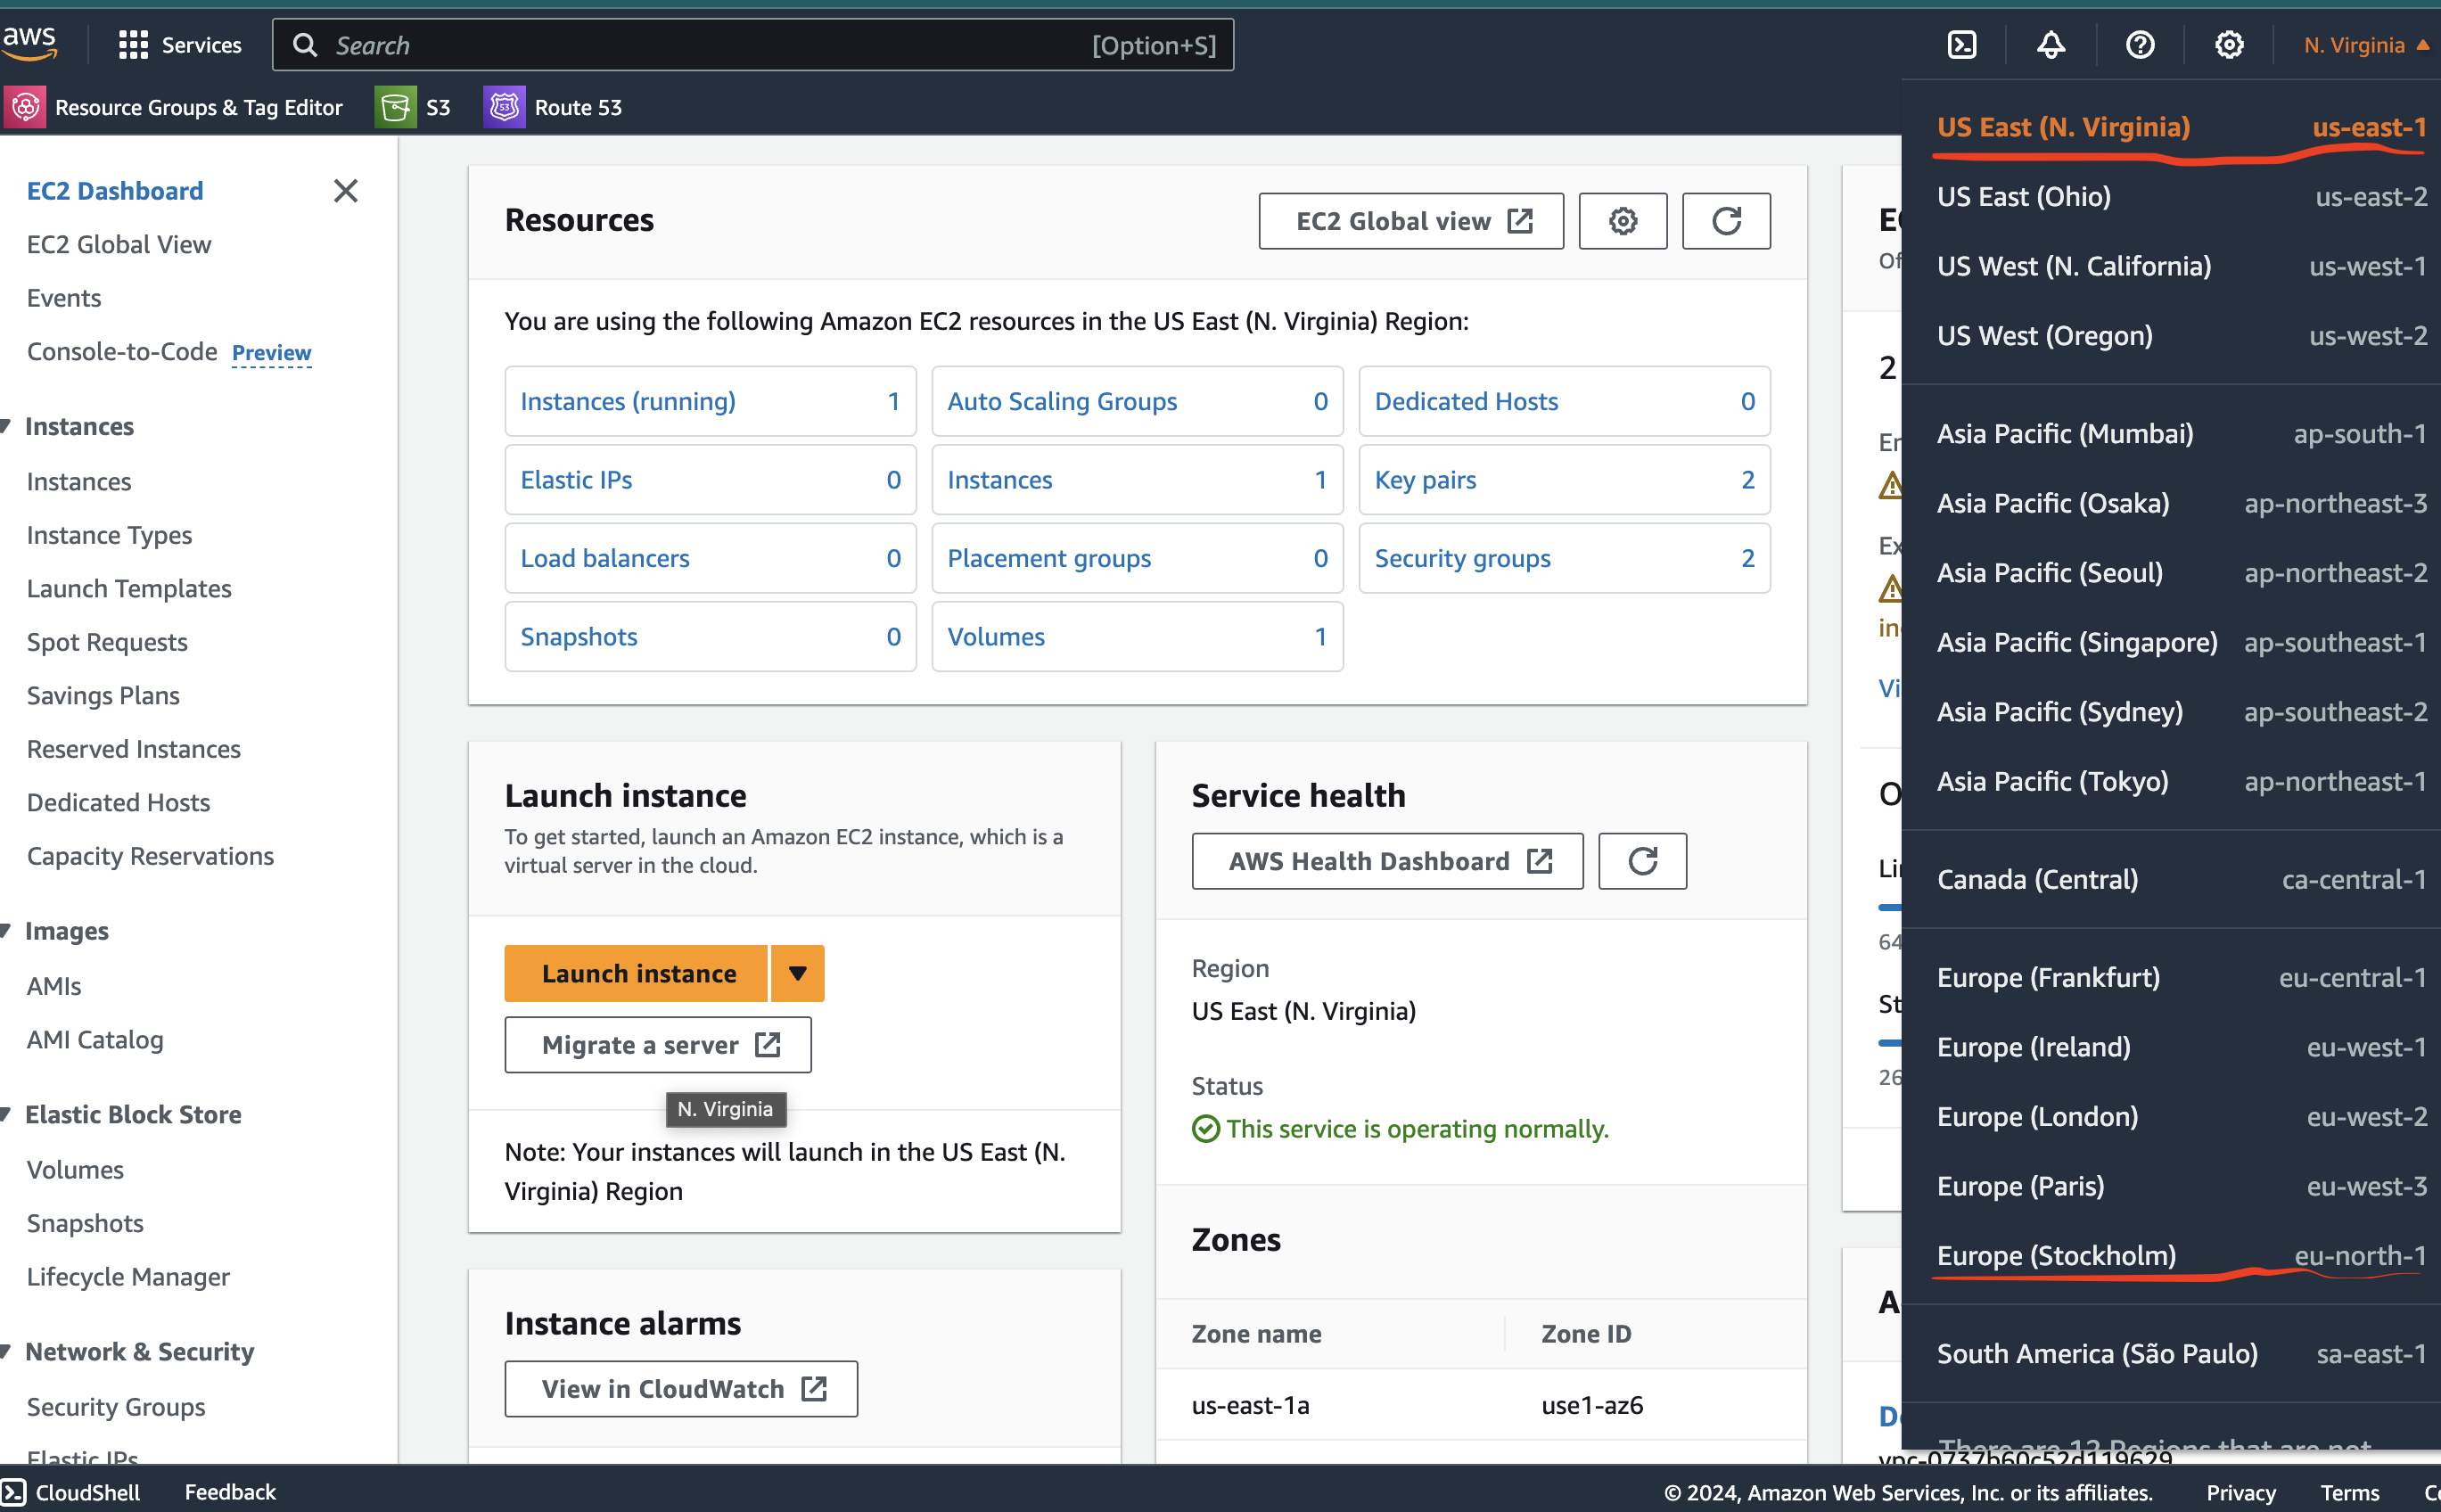 aws
Services
Search [Option+S]
N. Virginia
Resource Groups & Tag Editor
S3
Route 53
EC2 Dashboard
EC2 Global View
Events
Console-to-Code Preview
Instances
Instances
Instance Types
Launch Templates
Spot Requests
Savings Plans
Reserved Instances
Dedicated Hosts
Capacity Reservations
Images
AMIs
AMI Catalog
Elastic Block Store
Volumes
Snapshots
Lifecycle Manager
Network & Security
Security Groups
Elastic IPs
Resources
EC2 Global view
You are using the following Amazon EC2 resources in the US East (N. Virginia) Region:
Instances (running) 1
Auto Scaling Groups 0
Dedicated Hosts 0
Elastic IPs 0
Instances 1
Key pairs 2
Load balancers 0
Placement groups 0
Security groups 2
Snapshots 0
Volumes 1
Launch instance
To get started, launch an Amazon EC2 instance, which is a
virtual server in the cloud.
Launch instance
Migrate a server
N. Virginia
Note: Your instances will launch in the US East (N.
Virginia) Region
Instance alarms
View in CloudWatch
Service health
AWS Health Dashboard
Region
US East (N. Virginia)
Status
This service is operating normally.
Zones
Zone name Zone ID
us-east-1a use1-az6
2
64
26
US East (N. Virginia) us-east-1
US East (Ohio) us-east-2
US West (N. California) us-west-1
US West (Oregon) us-west-2
Asia Pacific (Mumbai) ap-south-1
Asia Pacific (Osaka) ap-northeast-3
Asia Pacific (Seoul) ap-northeast-2
Asia Pacific (Singapore) ap-southeast-1
Asia Pacific (Sydney) ap-southeast-2
Asia Pacific (Tokyo) ap-northeast-1
Canada (Central) ca-central-1
Europe (Frankfurt) eu-central-1
Europe (Ireland) eu-west-1
Europe (London) eu-west-2
Europe (Paris) eu-west-3
Europe (Stockholm) eu-north-1
South America (São Paulo) sa-east-1
There are 12 Regions that are not
vpc-0737b60c52d119629
CloudShell
Feedback
© 2024, Amazon Web Services, Inc. or its affiliates.
Privacy
Terms